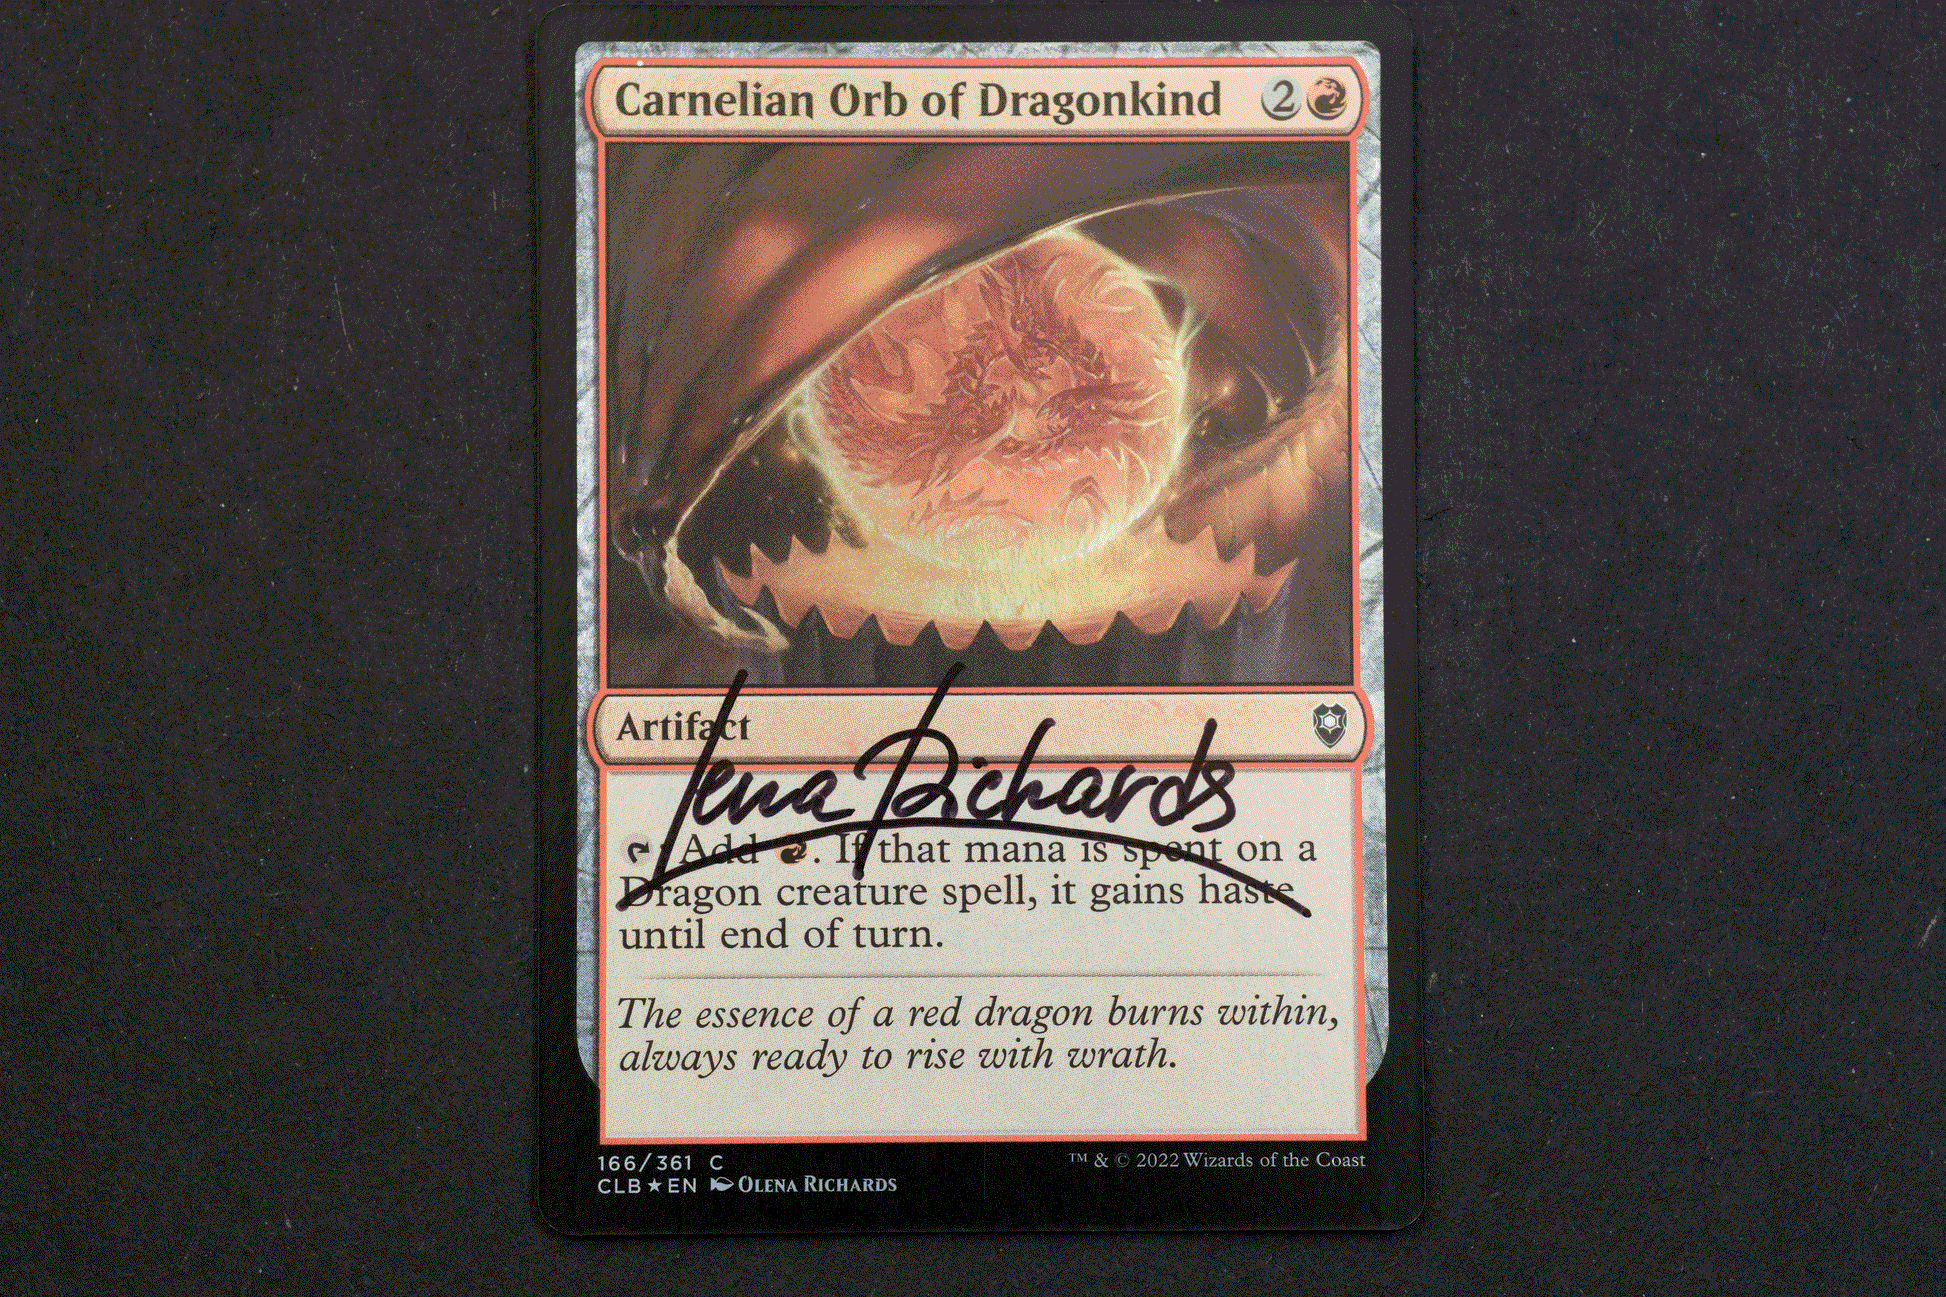 Carnelian Orb of Dragonkind 2
Artifact
Lena Richards
: Add . If that mana is spent on a
Dragon creature spell, it gains haste
until end of turn.
The essence of a red dragon burns within,
always ready to rise with wrath.
166/361 C
CLB★EN OLENA RICHARDS
™ & © 2022 Wizards of the Coast